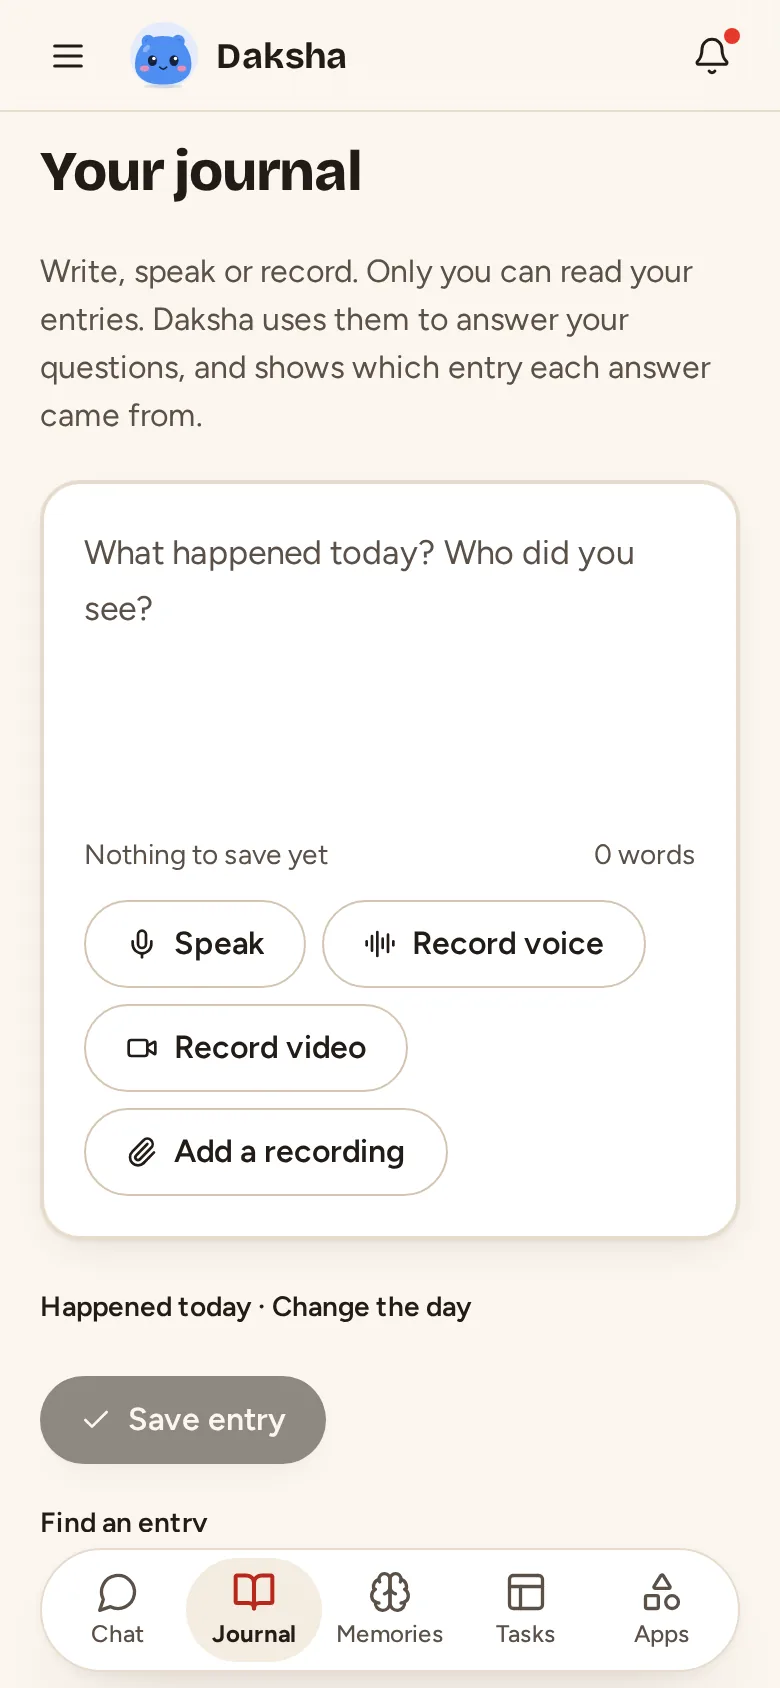 Daksha
Your journal
Write, speak or record. Only you can read your
entries. Daksha uses them to answer your
questions, and shows which entry each answer
came from.
What happened today? Who did you
see?
Nothing to save yet
0 words
Speak
Record voice
Record video
Add a recording
Happened today · Change the day
Save entry
Find an entry
Chat
Journal
Memories
Tasks
Apps